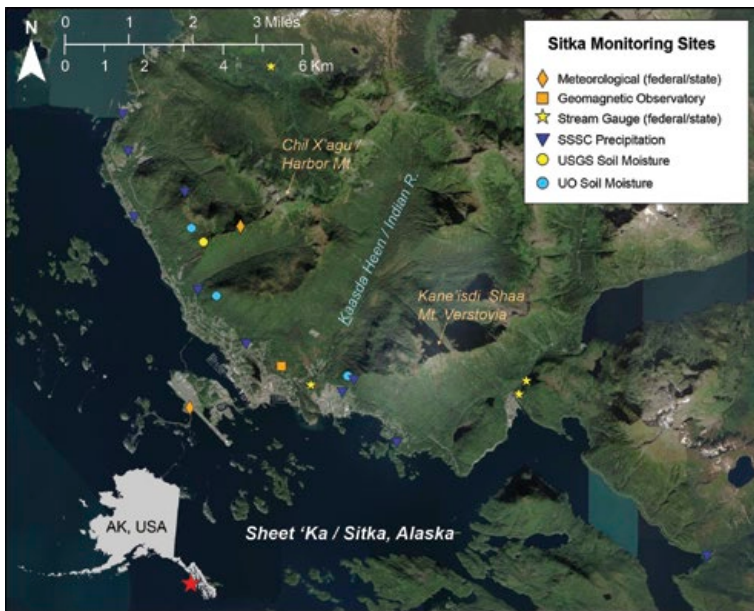 N
0 1 2 3 Miles
0 2 4 6 Km
Sitka Monitoring Sites
Meteorological (federal/state)
Geomagnetic Observatory
Stream Gauge (federal/state)
SSSC Precipitation
USGS Soil Moisture
UO Soil Moisture
Chil X'agu /
Harbor Mt.
Kaasda Heen / Indian R.
Kane'isdi Shaa
Mt. Verstovia
AK, USA
Sheet 'Ka / Sitka, Alaska